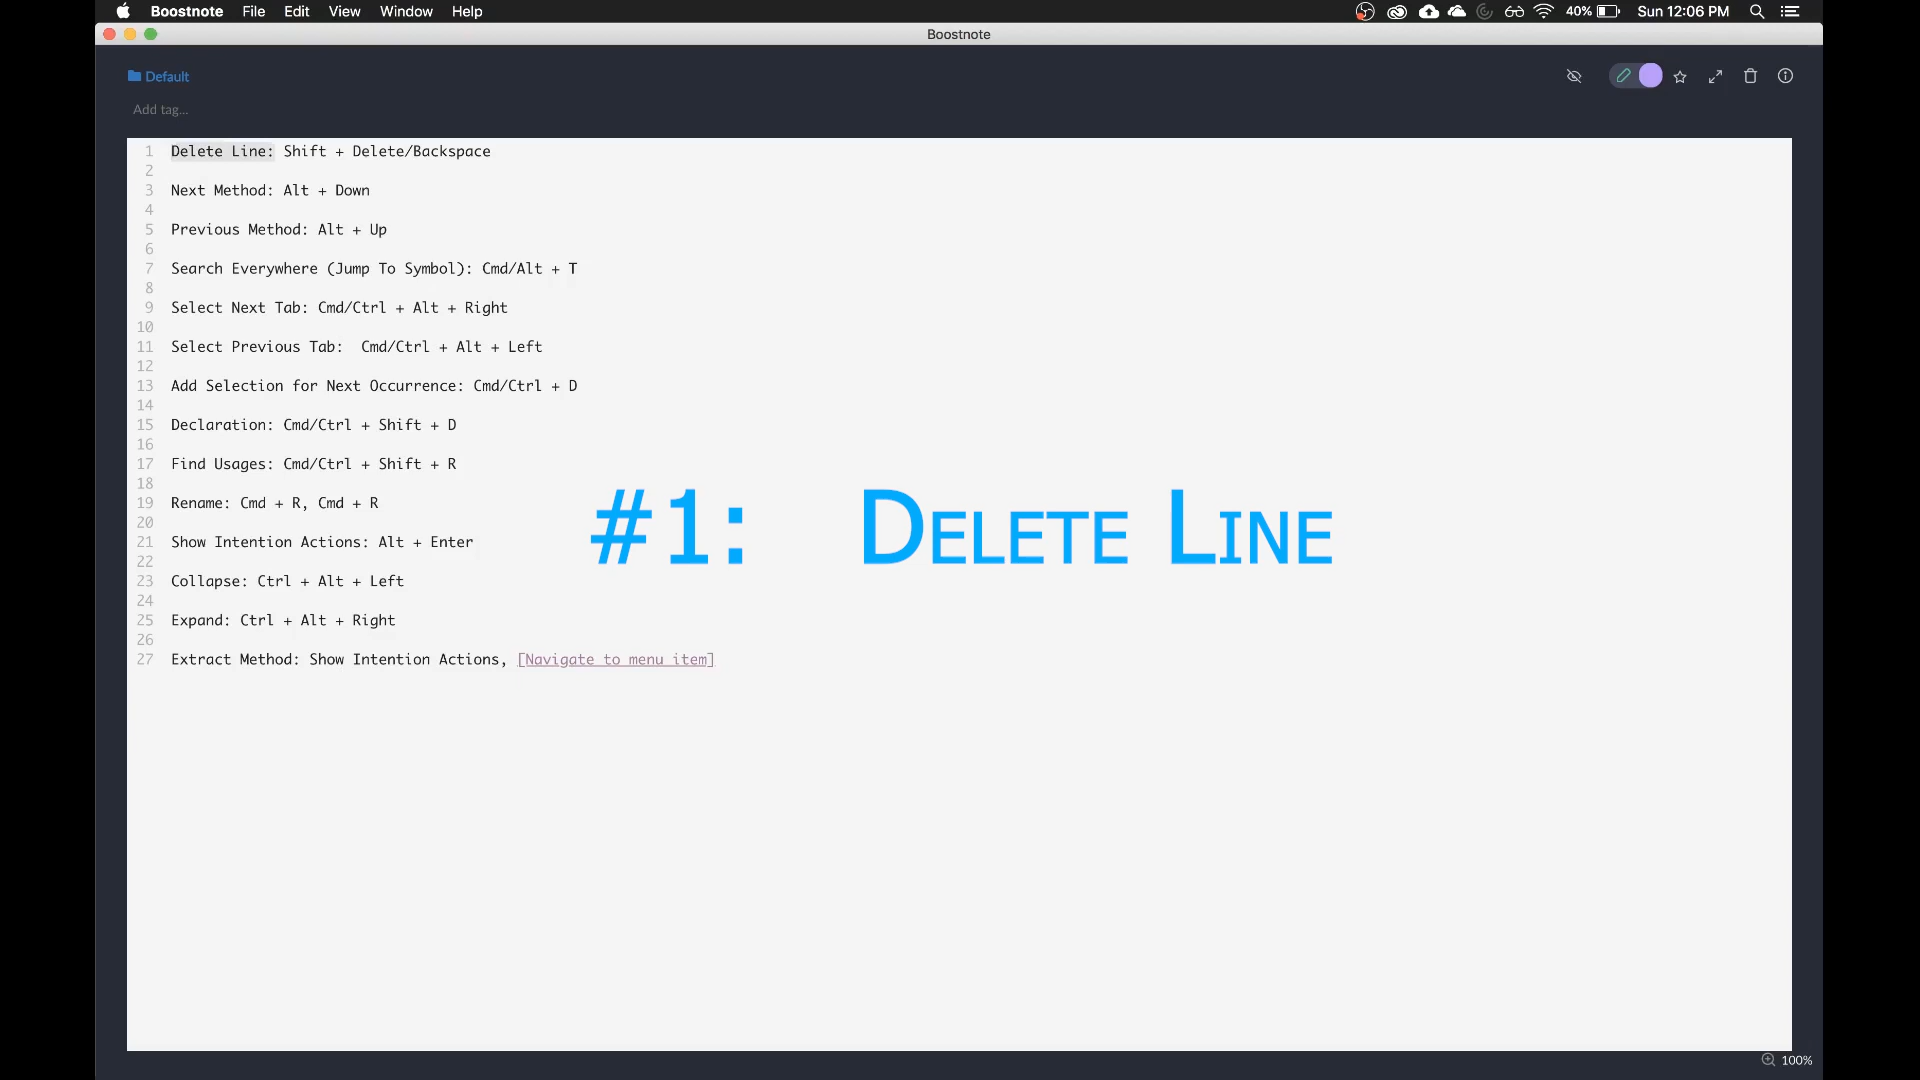 Boostnote File Edit View Window Help 40% Sun 12:06 PM
Boostnote
Default
Add tag...
1 Delete Line: Shift + Delete/Backspace
2
3 Next Method: Alt + Down
4
5 Previous Method: Alt + Up
6
7 Search Everywhere (Jump To Symbol): Cmd/Alt + T
8
9 Select Next Tab: Cmd/Ctrl + Alt + Right
10
11 Select Previous Tab:  Cmd/Ctrl + Alt + Left
12
13 Add Selection for Next Occurrence: Cmd/Ctrl + D
14
15 Declaration: Cmd/Ctrl + Shift + D
16
17 Find Usages: Cmd/Ctrl + Shift + R
18
19 Rename: Cmd + R, Cmd + R
20
21 Show Intention Actions: Alt + Enter
22
23 Collapse: Ctrl + Alt + Left
24
25 Expand: Ctrl + Alt + Right
26
27 Extract Method: Show Intention Actions, [Navigate to menu item]
#1: Delete Line
100%